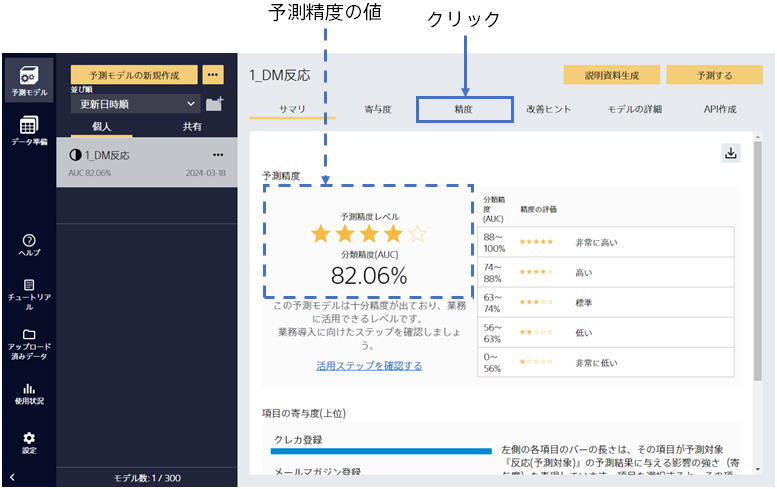 予測精度の値
クリック
予測モデル
データ準備
ヘルプ
チュートリア
ル
アップロード
済みデータ
使用状況
設定
予測モデルの新規作成
並び順
更新日時順
個人
共有
1_DM反応
AUC 82.06%
2024-03-18
モデル数: 1 / 300
1_DM反応
説明資料生成
予測する
サマリ
寄与度
精度
改善ヒント
モデルの詳細
API作成
予測精度
予測精度レベル
分類精度(AUC)
82.06%
この予測モデルは十分精度が出ており、業務
に活用できるレベルです。
業務導入に向けたステップを確認しましょ
う。
活用ステップを確認する
分類精
度
(AUC)
精度の評価
88～
100%
★★★★★
非常に高い
74～
88%
★★★★☆
高い
63～
74%
★★★☆☆
標準
56～
63%
★★☆☆☆
低い
0～
56%
★☆☆☆☆
非常に低い
項目の寄与度(上位)
クレカ登録
メールマガジン登録
左側の各項目のバーの長さは、その項目が予測対象
『反応(予測対象)』の予測結果に与える影響の強さ（寄